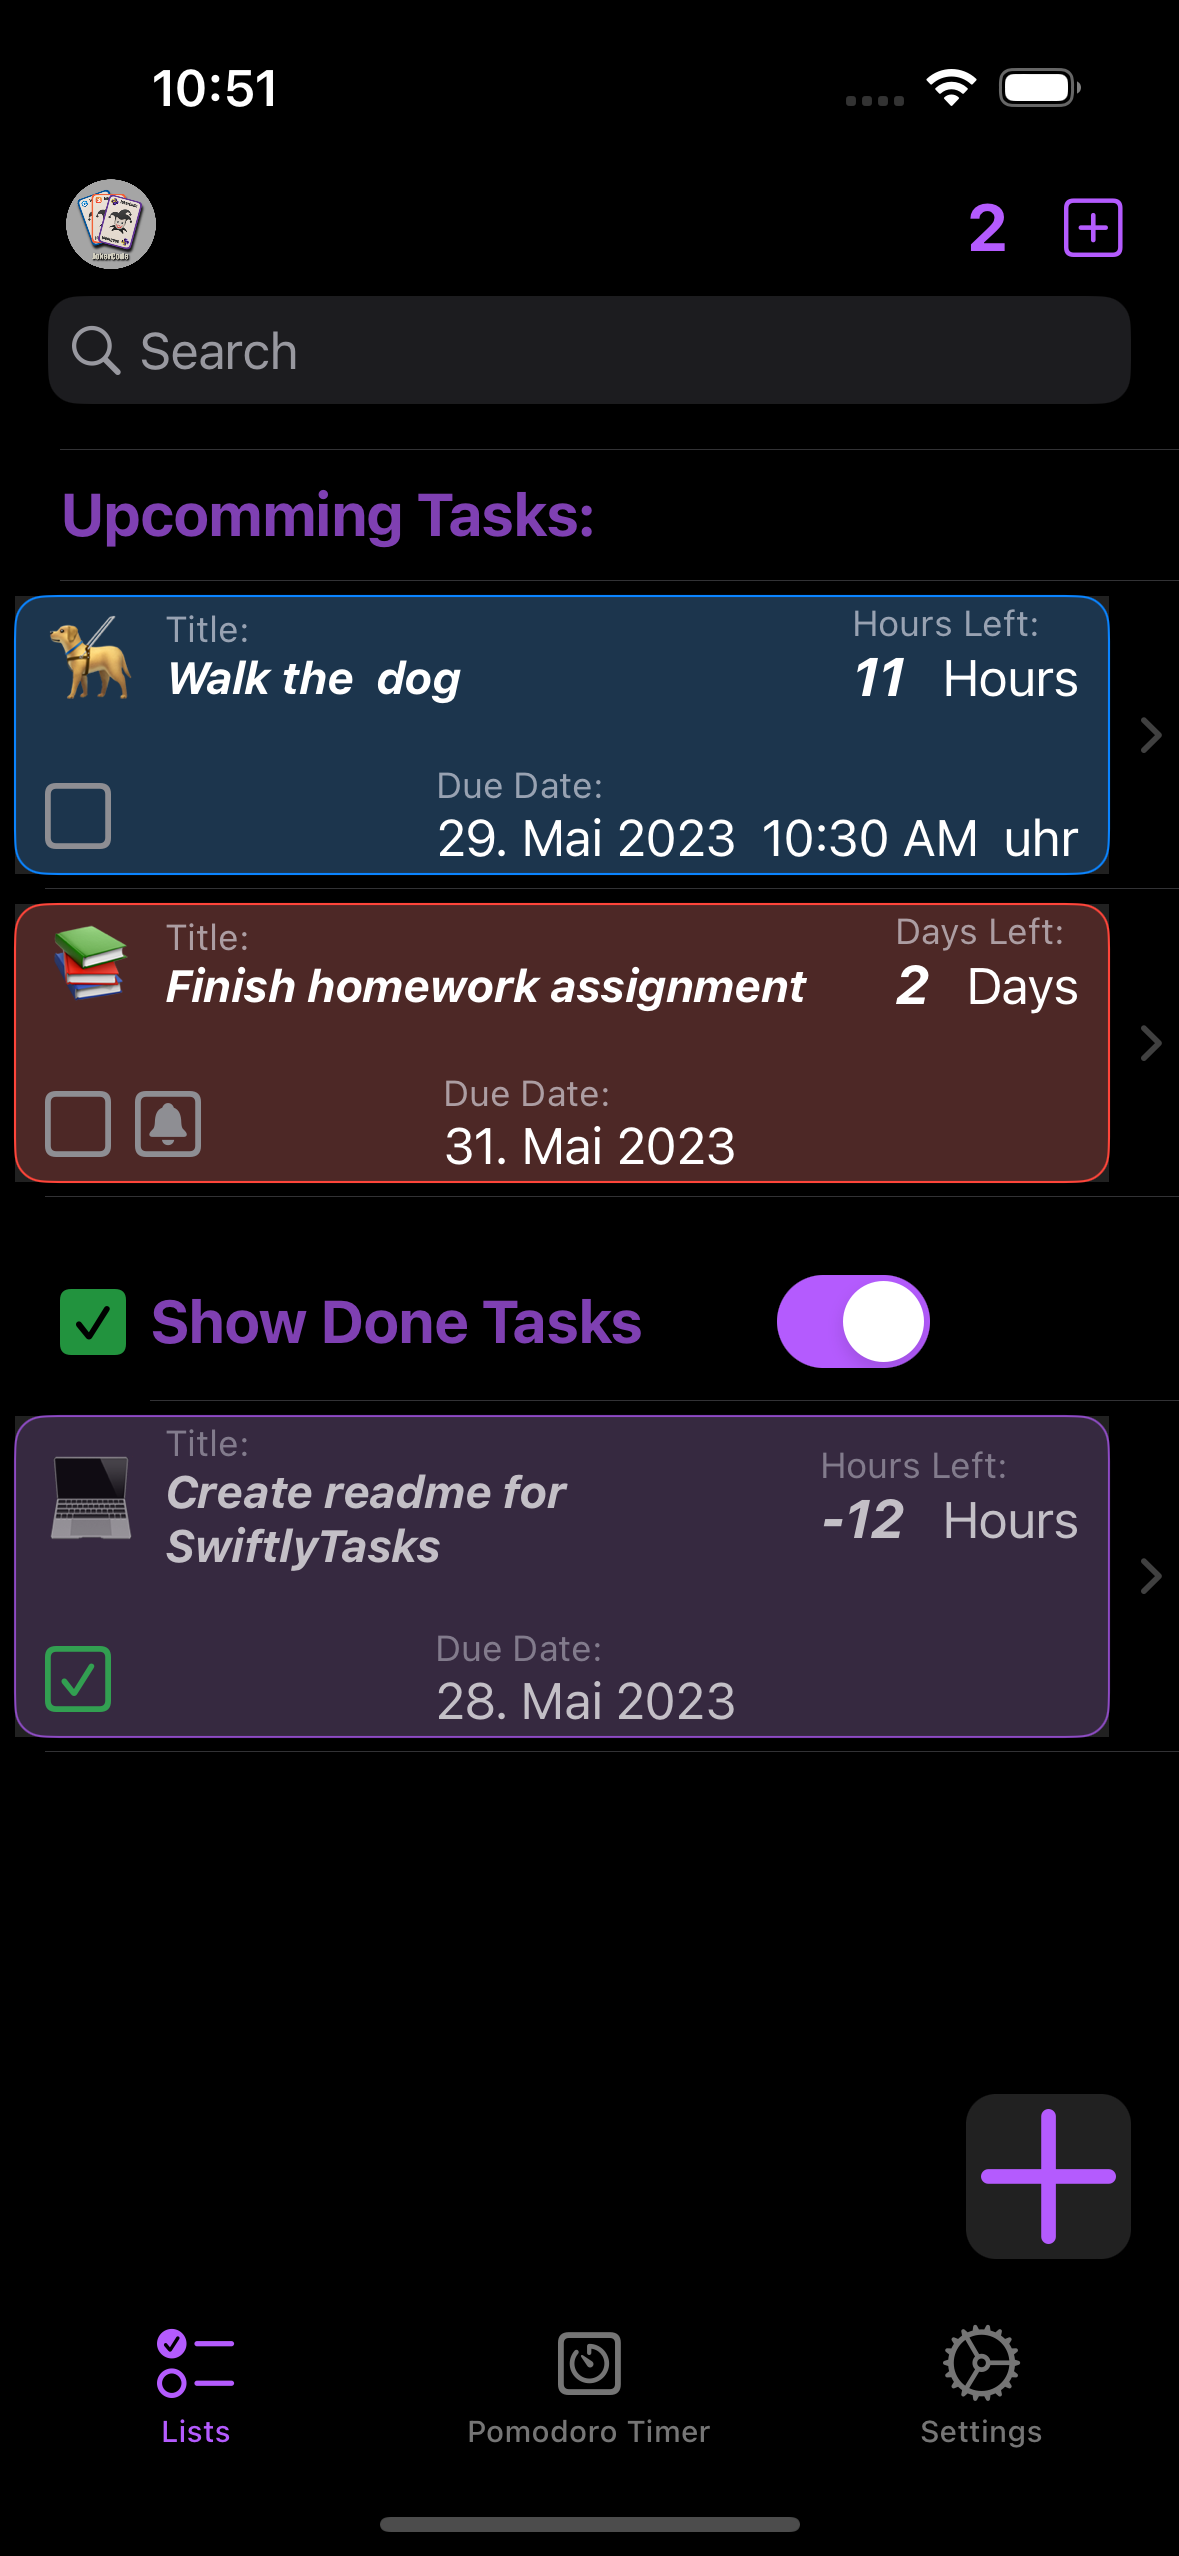 10:51
2
Search
Upcomming Tasks:
Title:
Hours Left:
Walk the  dog
11 Hours
Due Date:
29. Mai 2023  10:30 AM  uhr
Title:
Days Left:
Finish homework assignment
2 Days
Due Date:
31. Mai 2023
Show Done Tasks
Title:
Create readme for
SwiftlyTasks
Hours Left:
-12 Hours
Due Date:
28. Mai 2023
Lists
Pomodoro Timer
Settings